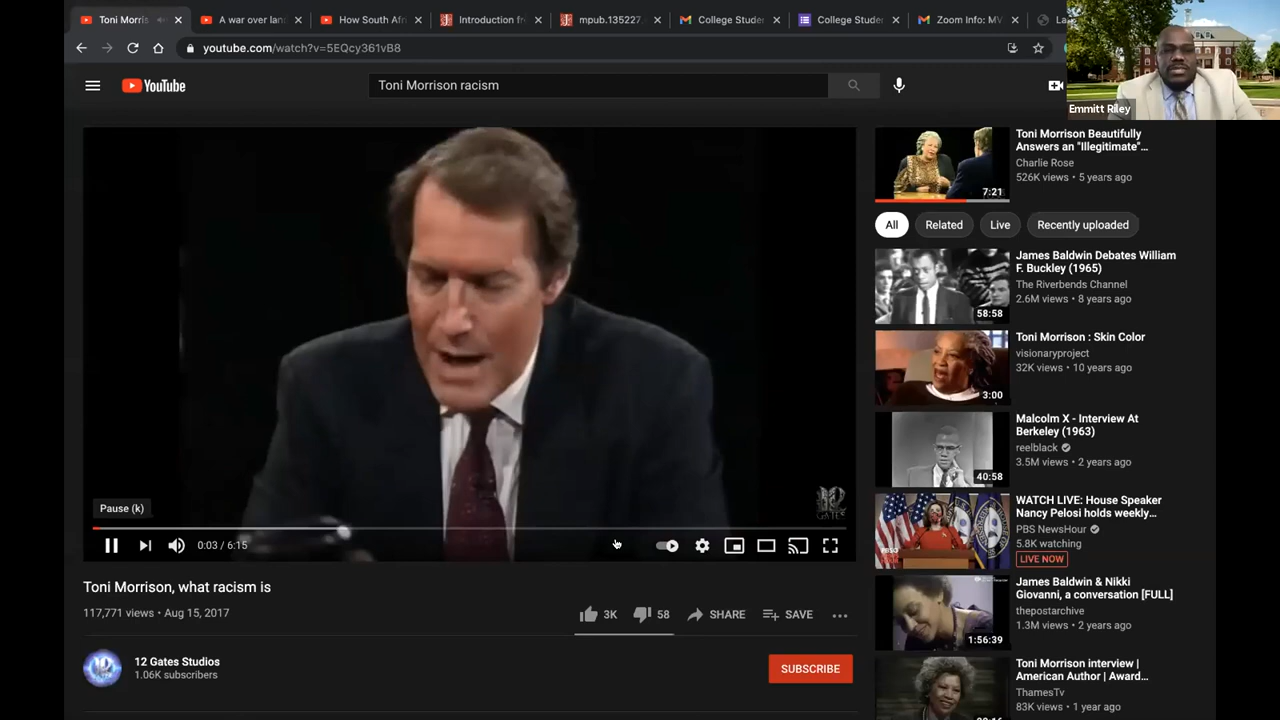 Toni Morris
A war over lan
How South Afr
Introduction fr
mpub.135227
College Studen
College Studen
Zoom Info: MV
La
youtube.com/watch?v=5EQcy361vB8
Emmitt Riley
YouTube
Toni Morrison racism
Toni Morrison Beautifully
Answers an "Illegitimate"...
Charlie Rose
526K views • 5 years ago
7:21
All
Related
Live
Recently uploaded
James Baldwin Debates William
F. Buckley (1965)
The Riverbends Channel
2.6M views • 8 years ago
58:58
Toni Morrison : Skin Color
visionaryproject
32K views • 10 years ago
3:00
Malcolm X - Interview At
Berkeley (1963)
reelblack
3.5M views • 2 years ago
40:58
WATCH LIVE: House Speaker
Nancy Pelosi holds weekly...
PBS NewsHour
5.8K watching
LIVE NOW
James Baldwin & Nikki
Giovanni, a conversation [FULL]
thepostarchive
1.3M views • 2 years ago
1:56:39
Toni Morrison interview |
American Author | Award...
ThamesTv
83K views • 1 year ago
Pause (k)
GATES
0:03 / 6:15
Toni Morrison, what racism is
117,771 views • Aug 15, 2017
3K
58
SHARE
SAVE
12 Gates Studios
1.06K subscribers
SUBSCRIBE